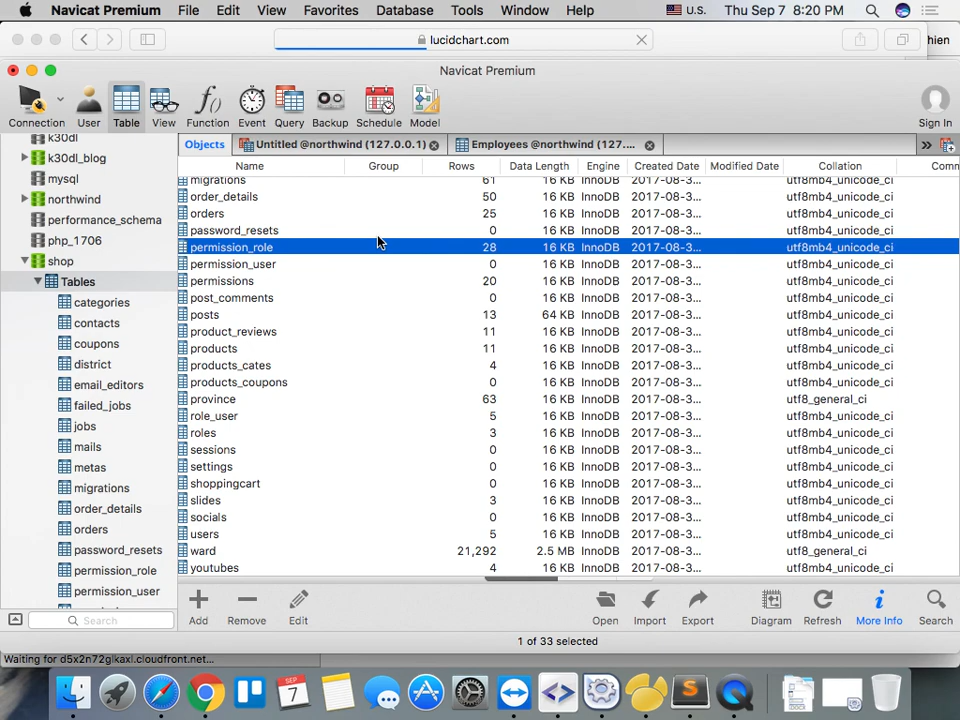 Navicat Premium File Edit View Favorites Database Tools Window Help U.S. Thu Sep 7 8:20 PM
lucidchart.com hien
Navicat Premium
Connection User Table View Function Event Query Backup Schedule Model Sign In
Objects Untitled @northwind (127.0.0.1) Employees @northwind (127.... »
Name Group Rows Data Length Engine Created Date Modified Date Collation Comm
migrations 61 16 KB InnoDB 2017-08-3... utf8mb4_unicode_ci
order_details 50 16 KB InnoDB 2017-08-3... utf8mb4_unicode_ci
orders 25 16 KB InnoDB 2017-08-3... utf8mb4_unicode_ci
password_resets 0 16 KB InnoDB 2017-08-3... utf8mb4_unicode_ci
permission_role 28 16 KB InnoDB 2017-08-3... utf8mb4_unicode_ci
permission_user 0 16 KB InnoDB 2017-08-3... utf8mb4_unicode_ci
permissions 20 16 KB InnoDB 2017-08-3... utf8mb4_unicode_ci
post_comments 0 16 KB InnoDB 2017-08-3... utf8mb4_unicode_ci
posts 13 64 KB InnoDB 2017-08-3... utf8mb4_unicode_ci
product_reviews 11 16 KB InnoDB 2017-08-3... utf8mb4_unicode_ci
products 11 16 KB InnoDB 2017-08-3... utf8mb4_unicode_ci
products_cates 4 16 KB InnoDB 2017-08-3... utf8mb4_unicode_ci
products_coupons 0 16 KB InnoDB 2017-08-3... utf8mb4_unicode_ci
province 63 16 KB InnoDB 2017-08-3... utf8_general_ci
role_user 5 16 KB InnoDB 2017-08-3... utf8mb4_unicode_ci
roles 3 16 KB InnoDB 2017-08-3... utf8mb4_unicode_ci
sessions 0 16 KB InnoDB 2017-08-3... utf8mb4_unicode_ci
settings 0 16 KB InnoDB 2017-08-3... utf8mb4_unicode_ci
shoppingcart 0 16 KB InnoDB 2017-08-3... utf8mb4_unicode_ci
slides 3 16 KB InnoDB 2017-08-3... utf8mb4_unicode_ci
socials 0 16 KB InnoDB 2017-08-3... utf8mb4_unicode_ci
users 5 16 KB InnoDB 2017-08-3... utf8mb4_unicode_ci
ward 21,292 2.5 MB InnoDB 2017-08-3... utf8_general_ci
youtubes 4 16 KB InnoDB 2017-08-3... utf8mb4_unicode_ci
k30dl
k30dl_blog
mysql
northwind
performance_schema
php_1706
shop
Tables
categories
contacts
coupons
district
email_editors
failed_jobs
jobs
mails
metas
migrations
order_details
orders
password_resets
permission_role
permission_user
Search
Add Remove Edit Open Import Export Diagram Refresh More Info Search
1 of 33 selected
Waiting for d5x2n72glkaxl.cloudfront.net...
SEP
7